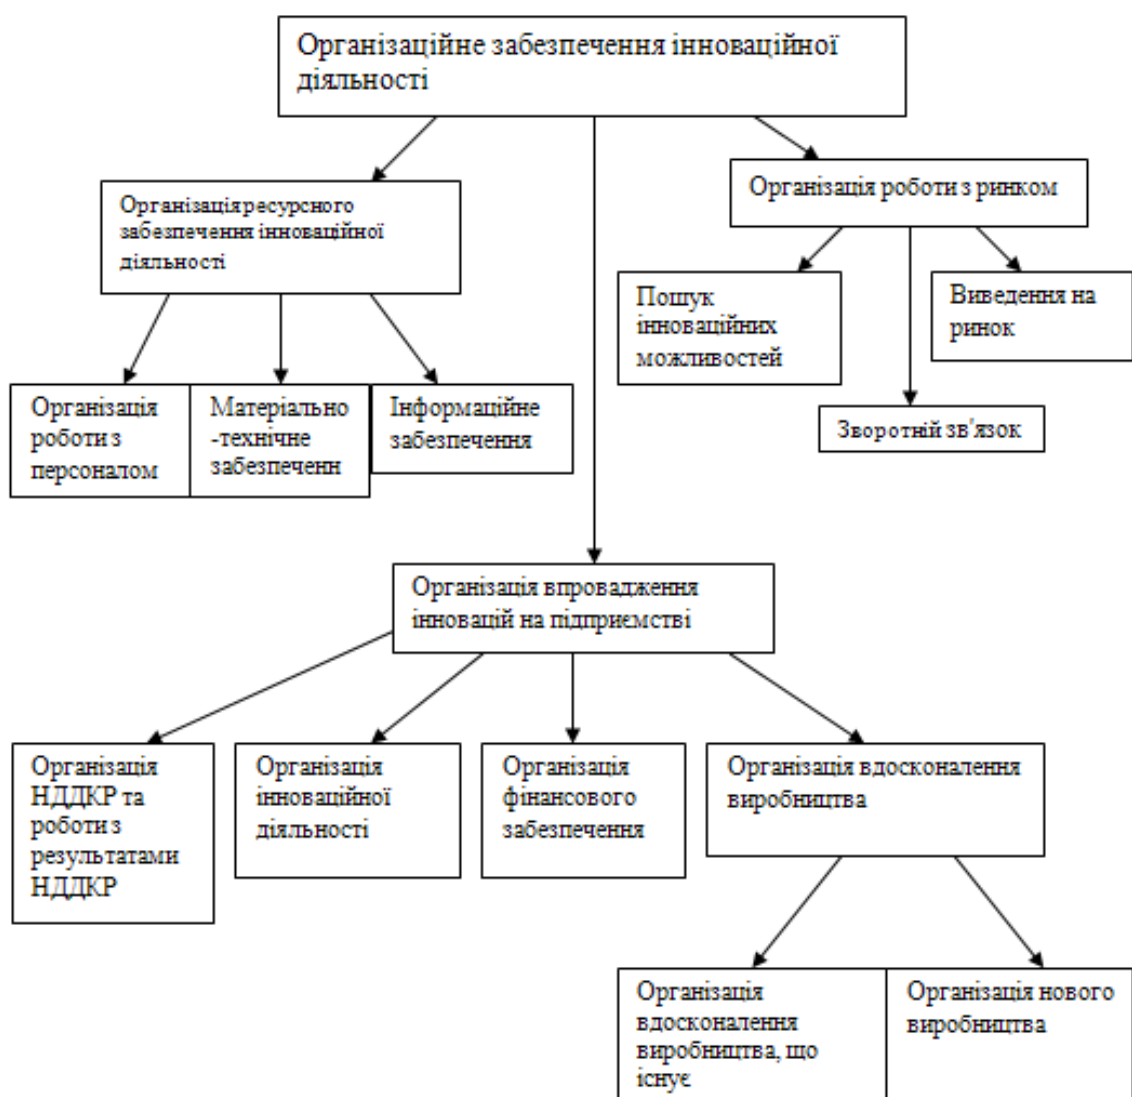 Організаційне забезпечення інноваційної
діяльності
Організація ресурсного
забезпечення інноваційної
діяльності
Організація роботи з ринком
Пошук
інноваційних
можливостей
Виведення на
ринок
Зворотній зв'язок
Організація
роботи з
персоналом
Матеріально
-технічне
забезпеченн
Інформаційне
забезпечення
Організація впровадження
інновацій на підприємстві
Організація
НДДКР та
роботи з
результатами
НДДКР
Організація
інноваційної
діяльності
Організація
фінансового
забезпечення
Організація вдосконалення
виробництва
Організація
вдосконалення
виробництва, що
існує
Організація нового
виробництва